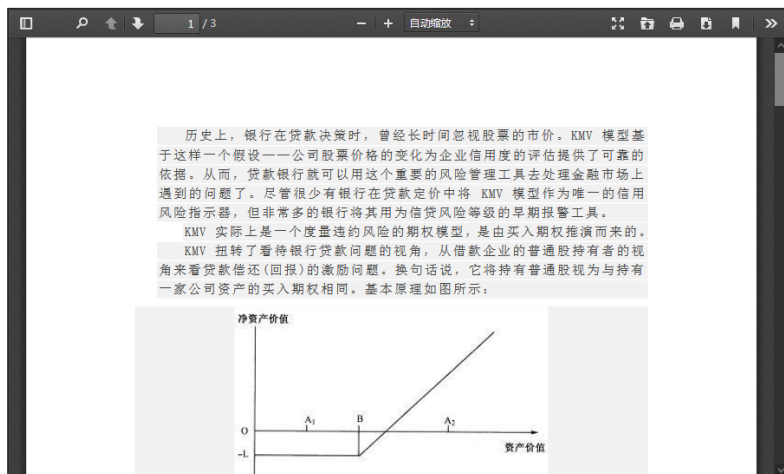 1 / 3
自动缩放
历史上，银行在贷款决策时，曾经长时间忽视股票的市价。KMV 模型基
于这样一个假设——公司股票价格的变化为企业信用度的评估提供了可靠的
依据。从而，贷款银行就可以用这个重要的风险管理工具去处理金融市场上
遇到的问题了。尽管很少有银行在贷款定价中将 KMV 模型作为唯一的信用
风险指示器，但非常多的银行将其用为信贷风险等级的早期报警工具。
KMV 实际上是一个度量违约风险的期权模型，是由买入期权推演而来的。
KMV 扭转了看待银行贷款问题的视角，从借款企业的普通股持有者的视
角来看贷款偿还(回报)的激励问题。换句话说，它将持有普通股视为与持有
一家公司资产的买入期权相同。基本原理如图所示：
净资产价值
A₁
B
A₂
O
资产价值
-L